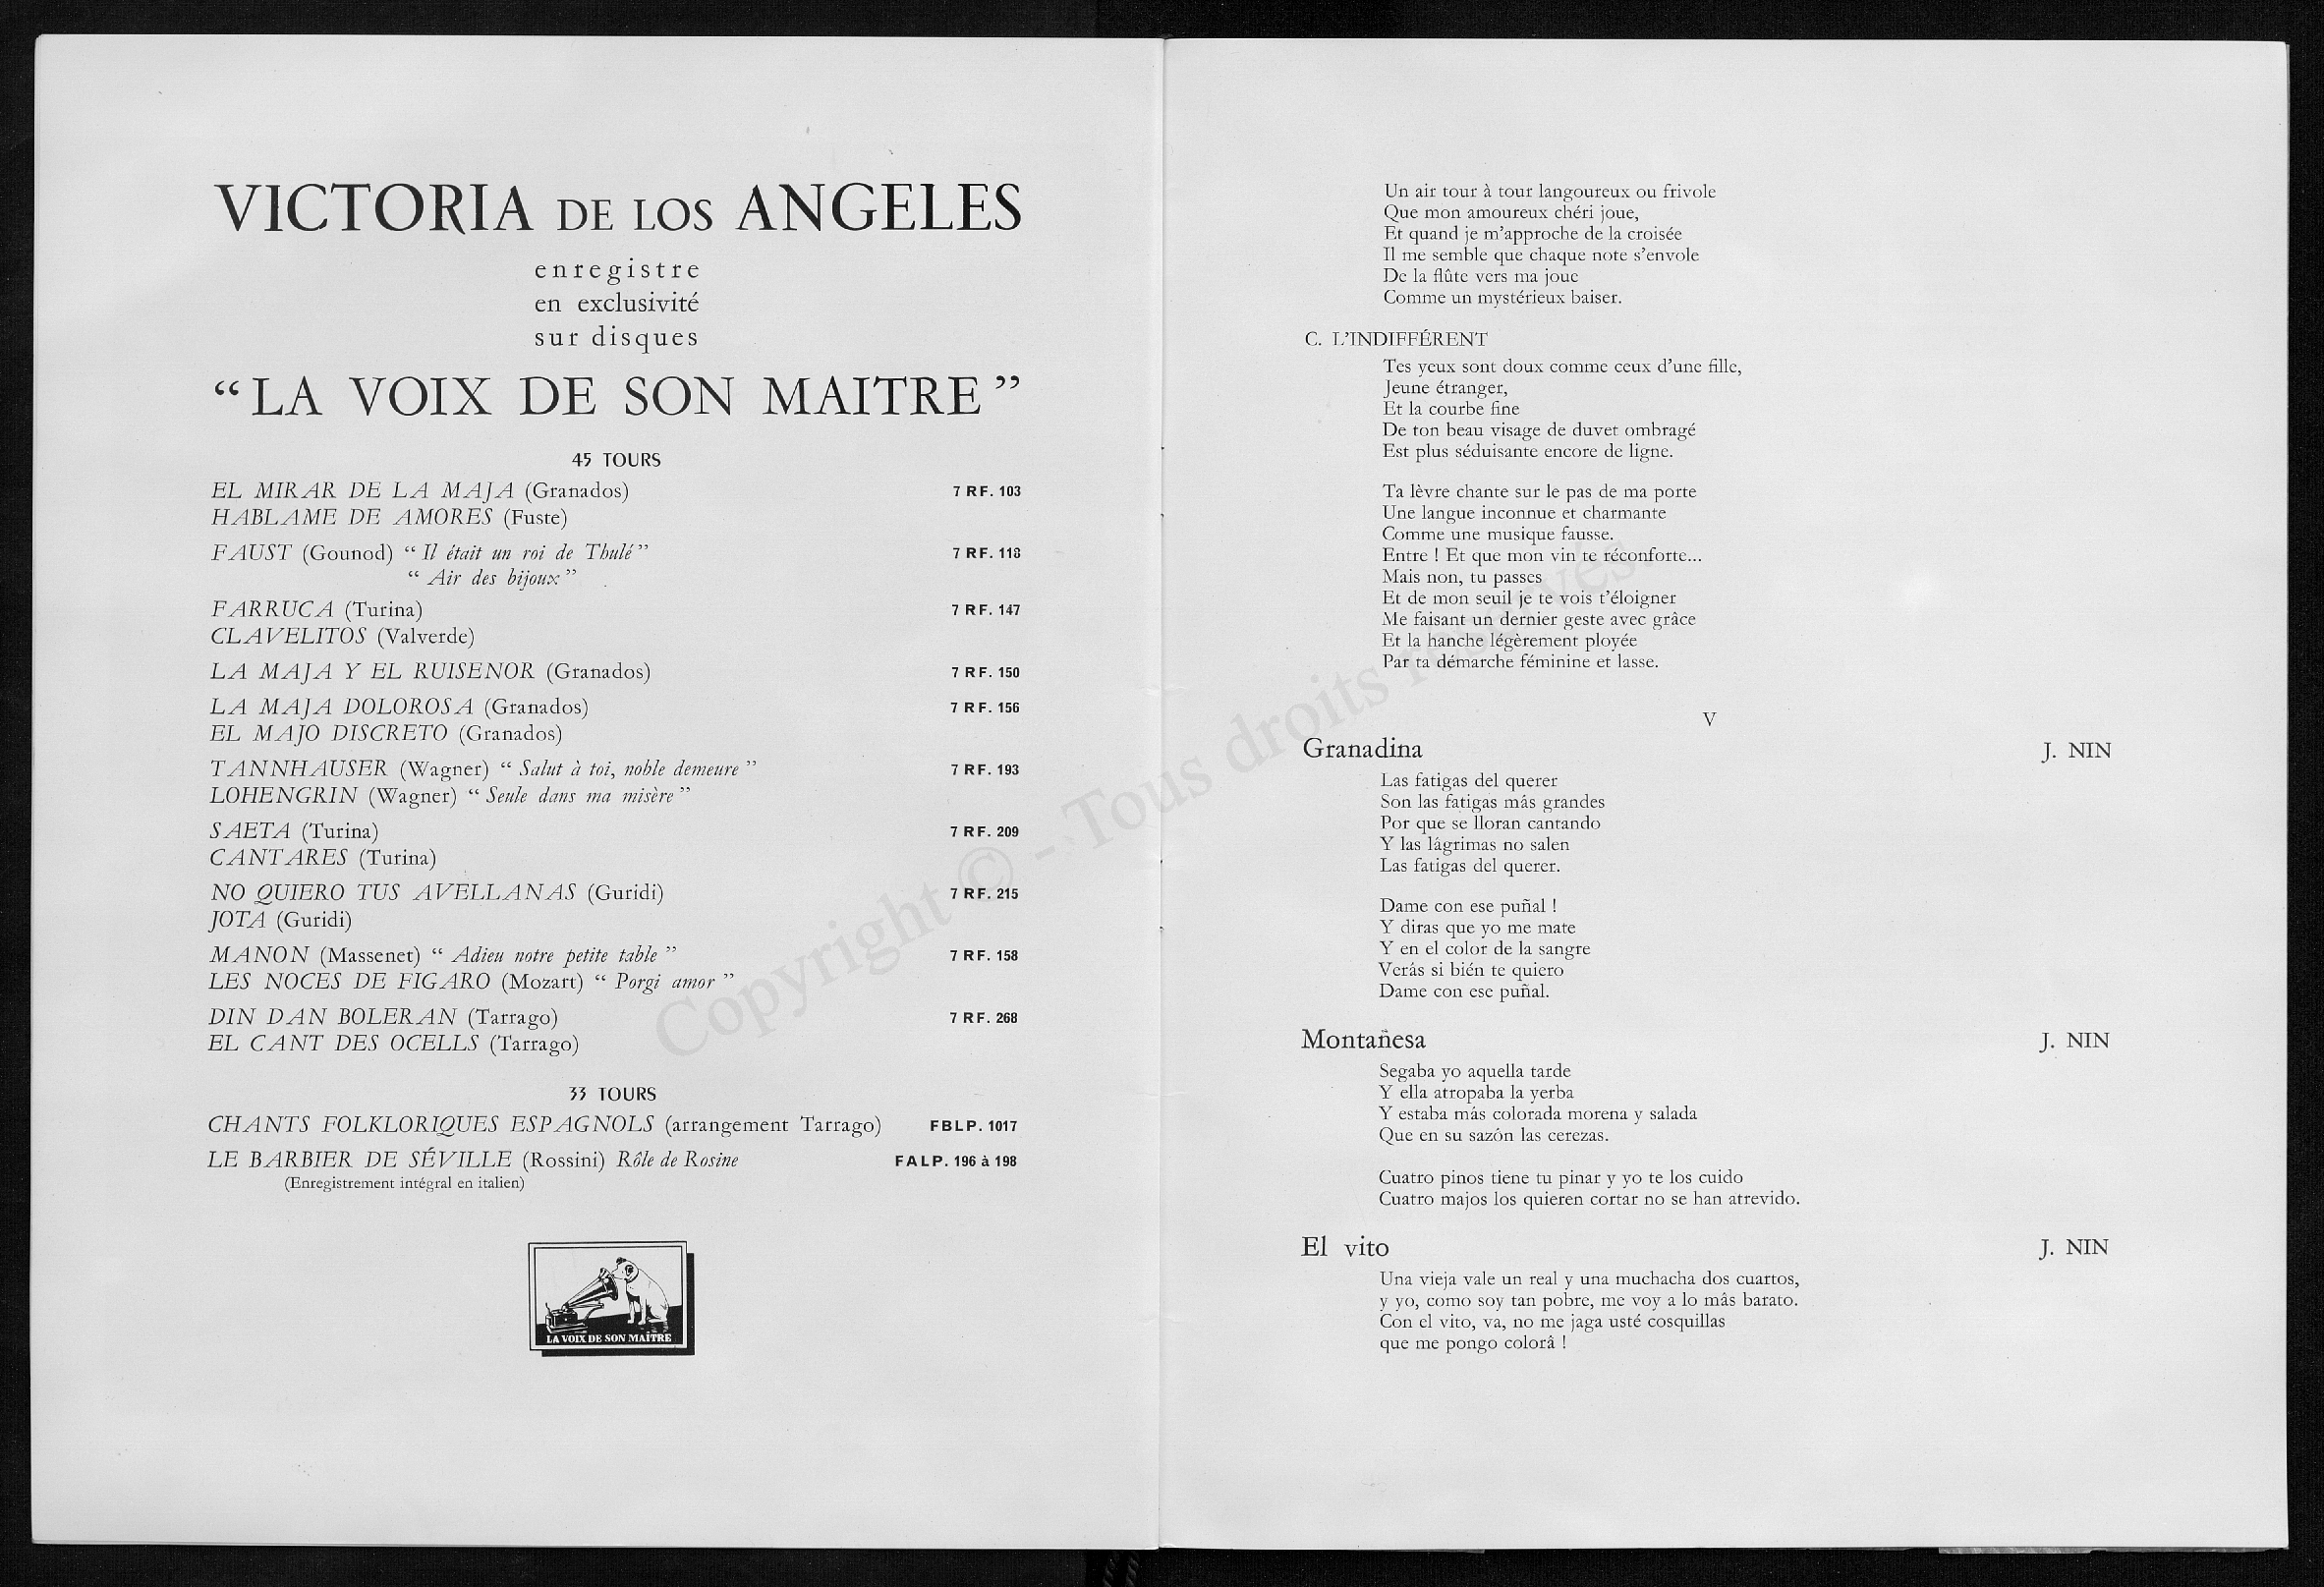 VICTORIA DE LOS ANGELES
enregistre
en exclusivité
sur disques
“ LA VOIX DE SON MAITRE ”
45 TOURS
EL MIRAR DE LA MAJA (Granados) 7 RF. 103
HABLAME DE AMORES (Fuste)
FAUST (Gounod) “ Il était un roi de Thulé ” 7 RF. 118
“ Air des bijoux ”
FARRUCA (Turina) 7 RF. 147
CLAVELITOS (Valverde)
LA MAJA Y EL RUISENOR (Granados) 7 RF. 150
LA MAJA DOLOROSA (Granados) 7 RF. 156
EL MAJO DISCRETO (Granados)
TANNHAUSER (Wagner) “ Salut à toi, noble demeure ” 7 RF. 193
LOHENGRIN (Wagner) “ Seule dans ma misère ”
SAETA (Turina) 7 RF. 209
CANTARES (Turina)
NO QUIERO TUS AVELLANAS (Guridi) 7 RF. 215
JOTA (Guridi)
MANON (Massenet) “ Adieu notre petite table ” 7 RF. 158
LES NOCES DE FIGARO (Mozart) “ Porgi amor ”
DIN DAN BOLERAN (Tarrago) 7 RF. 268
EL CANT DES OCELLS (Tarrago)
33 TOURS
CHANTS FOLKLORIQUES ESPAGNOLS (arrangement Tarrago) FBLP. 1017
LE BARBIER DE SÉVILLE (Rossini) Rôle de Rosine FALP. 196 à 198
(Enregistrement intégral en italien)
LA VOIX DE SON MAÎTRE
Un air tour à tour langoureux ou frivole
Que mon amoureux chéri joue,
Et quand je m’approche de la croisée
Il me semble que chaque note s’envole
De la flûte vers ma joue
Comme un mystérieux baiser.
C. L’INDIFFÉRENT
Tes yeux sont doux comme ceux d’une fille,
Jeune étranger,
Et la courbe fine
De ton beau visage de duvet ombragé
Est plus séduisante encore de ligne.
Ta lèvre chante sur le pas de ma porte
Une langue inconnue et charmante
Comme une musique fausse.
Entre ! Et que mon vin te réconforte...
Mais non, tu passes
Et de mon seuil je te vois t’éloigner
Me faisant un dernier geste avec grâce
Et la hanche légèrement ployée
Par ta démarche féminine et lasse.
V
Granadina J. NIN
Las fatigas del querer
Son las fatigas más grandes
Por que se lloran cantando
Y las lágrimas no salen
Las fatigas del querer.
Dame con ese puñal !
Y diras que yo me mate
Y en el color de la sangre
Verás si bién te quiero
Dame con ese puñal.
Montañesa J. NIN
Segaba yo aquella tarde
Y ella atropaba la yerba
Y estaba más colorada morena y salada
Que en su sazón las cerezas.
Cuatro pinos tiene tu pinar y yo te los cuido
Cuatro majos los quieren cortar no se han atrevido.
El vito J. NIN
Una vieja vale un real y una muchacha dos cuartos,
y yo, como soy tan pobre, me voy a lo mâs barato.
Con el vito, va, no me jaga usté cosquillas
que me pongo colorâ !
Copyright © - Tous droits réservés.